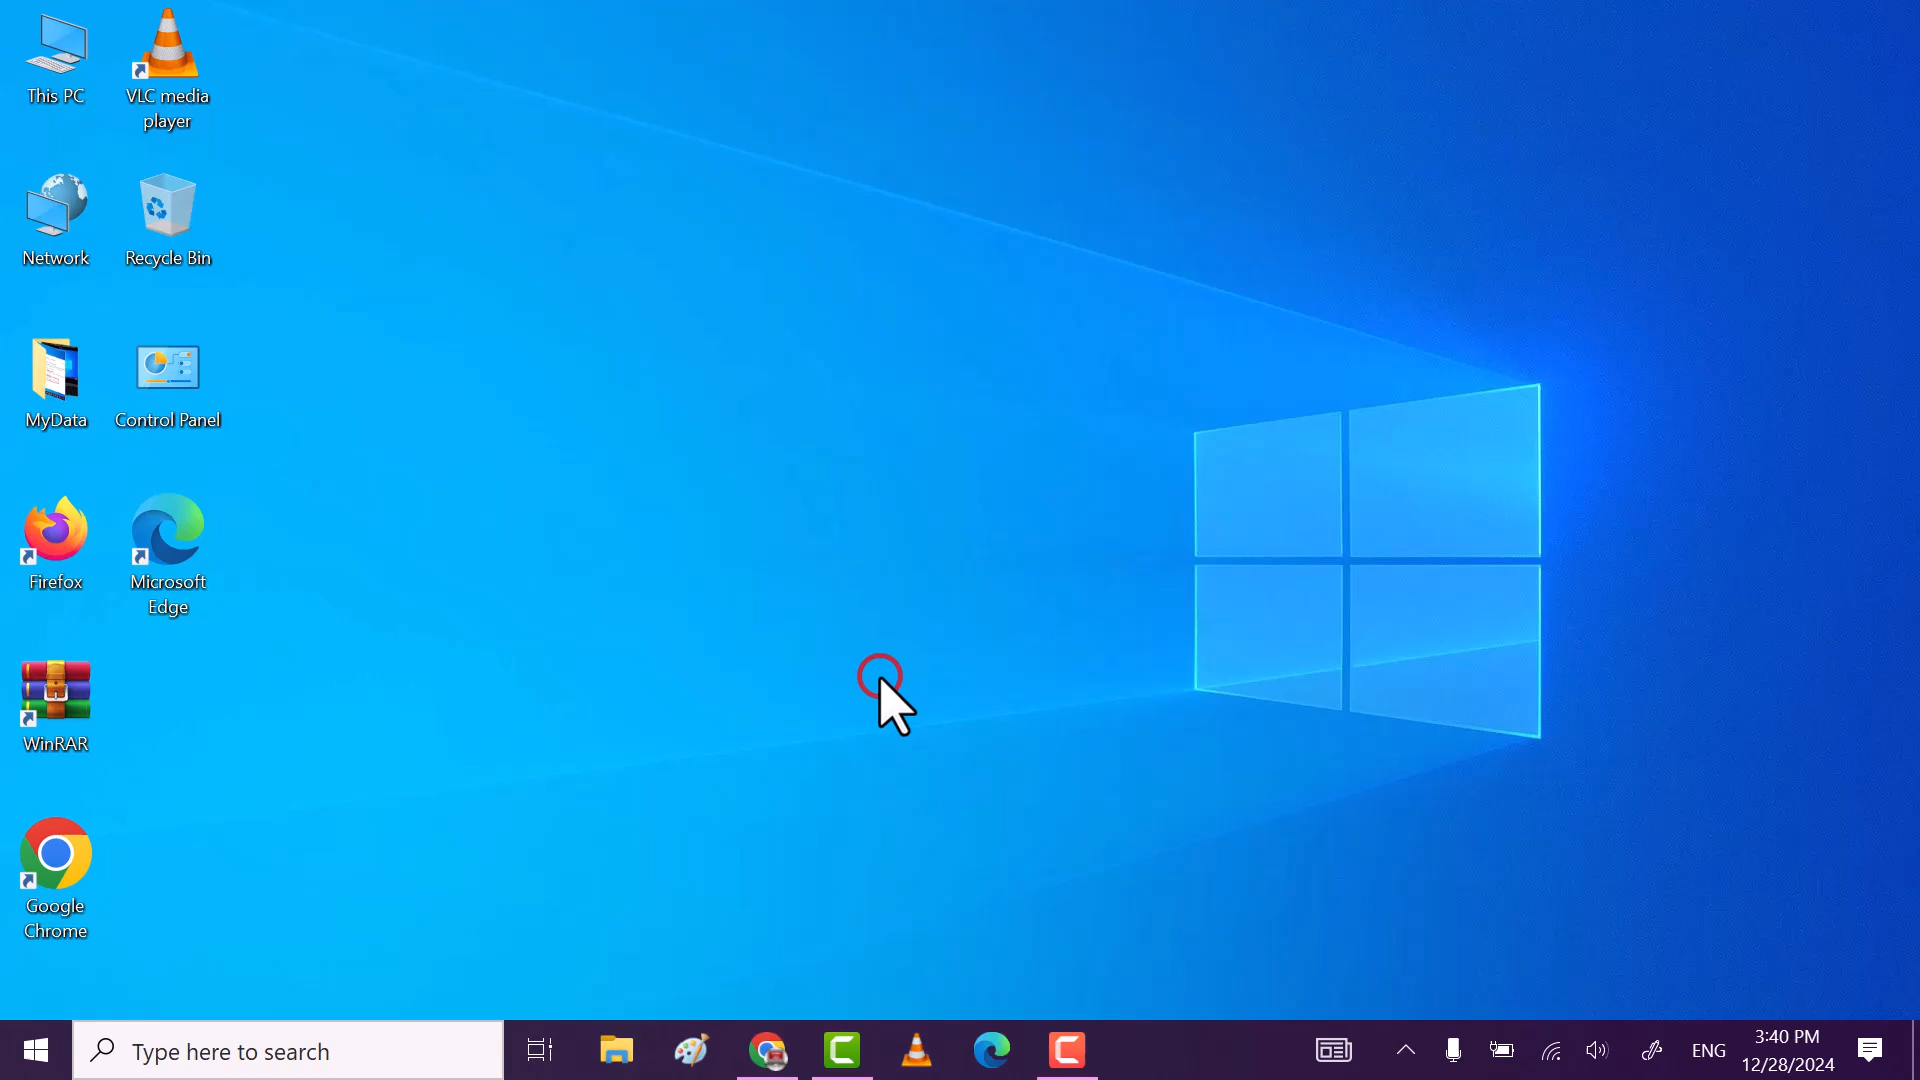 This PC
VLC media
player
Network
Recycle Bin
MyData
Control Panel
Firefox
Microsoft
Edge
WinRAR
Google
Chrome
Type here to search
ENG
3:40 PM
12/28/2024